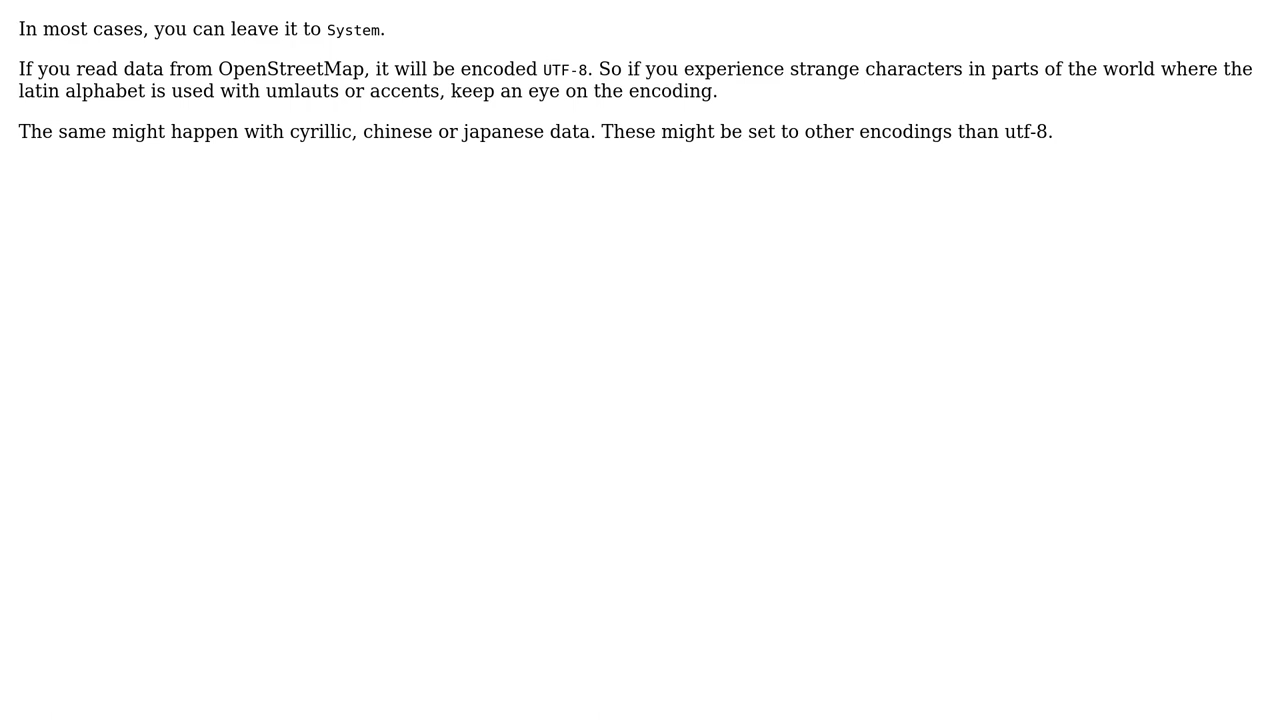 In most cases, you can leave it to System.
If you read data from OpenStreetMap, it will be encoded UTF-8. So if you experience strange characters in parts of the world where the
latin alphabet is used with umlauts or accents, keep an eye on the encoding.
The same might happen with cyrillic, chinese or japanese data. These might be set to other encodings than utf-8.